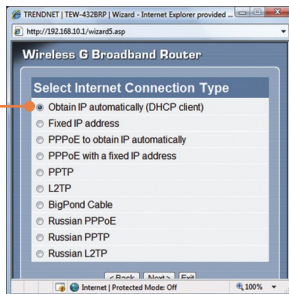 TRENDNET | TEW-432BRP | Wizard - Internet Explorer provided ...
http://192.168.10.1/wizard5.asp
Wireless G Broadband Router
Select Internet Connection Type
Obtain IP automatically (DHCP client)
Fixed IP address
PPPoE to obtain IP automatically
PPPoE with a fixed IP address
PPTP
L2TP
BigPond Cable
Russian PPPoE
Russian PPTP
Russian L2TP
< Back Next > Exit
Internet | Protected Mode: Off 100%